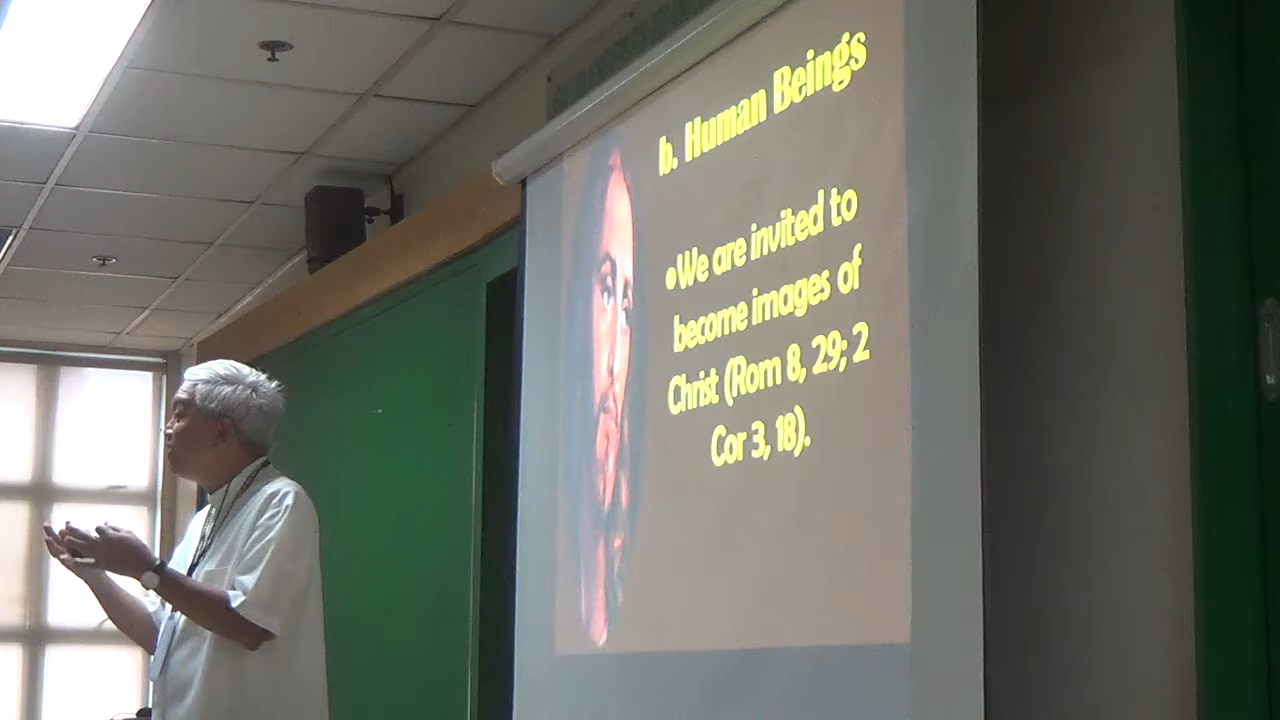 b. Human Beings
•We are invited to
become images of
Christ (Rom 8, 29; 2
Cor 3, 18).